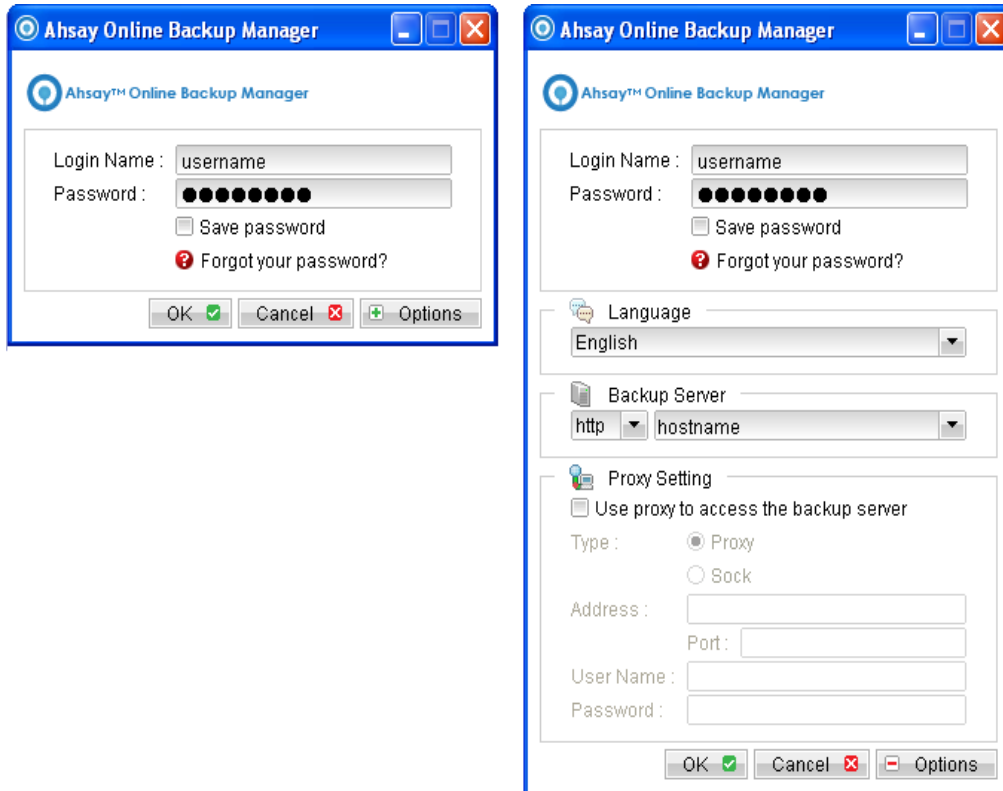 Ahsay Online Backup Manager
Ahsay™ Online Backup Manager
Login Name : username
Password : ●●●●●●●●
Save password
Forgot your password?
OK Cancel Options
Ahsay Online Backup Manager
Ahsay™ Online Backup Manager
Login Name : username
Password : ●●●●●●●●
Save password
Forgot your password?
Language
English
Backup Server
http hostname
Proxy Setting
Use proxy to access the backup server
Type : Proxy
Sock
Address :
Port :
User Name :
Password :
OK Cancel Options